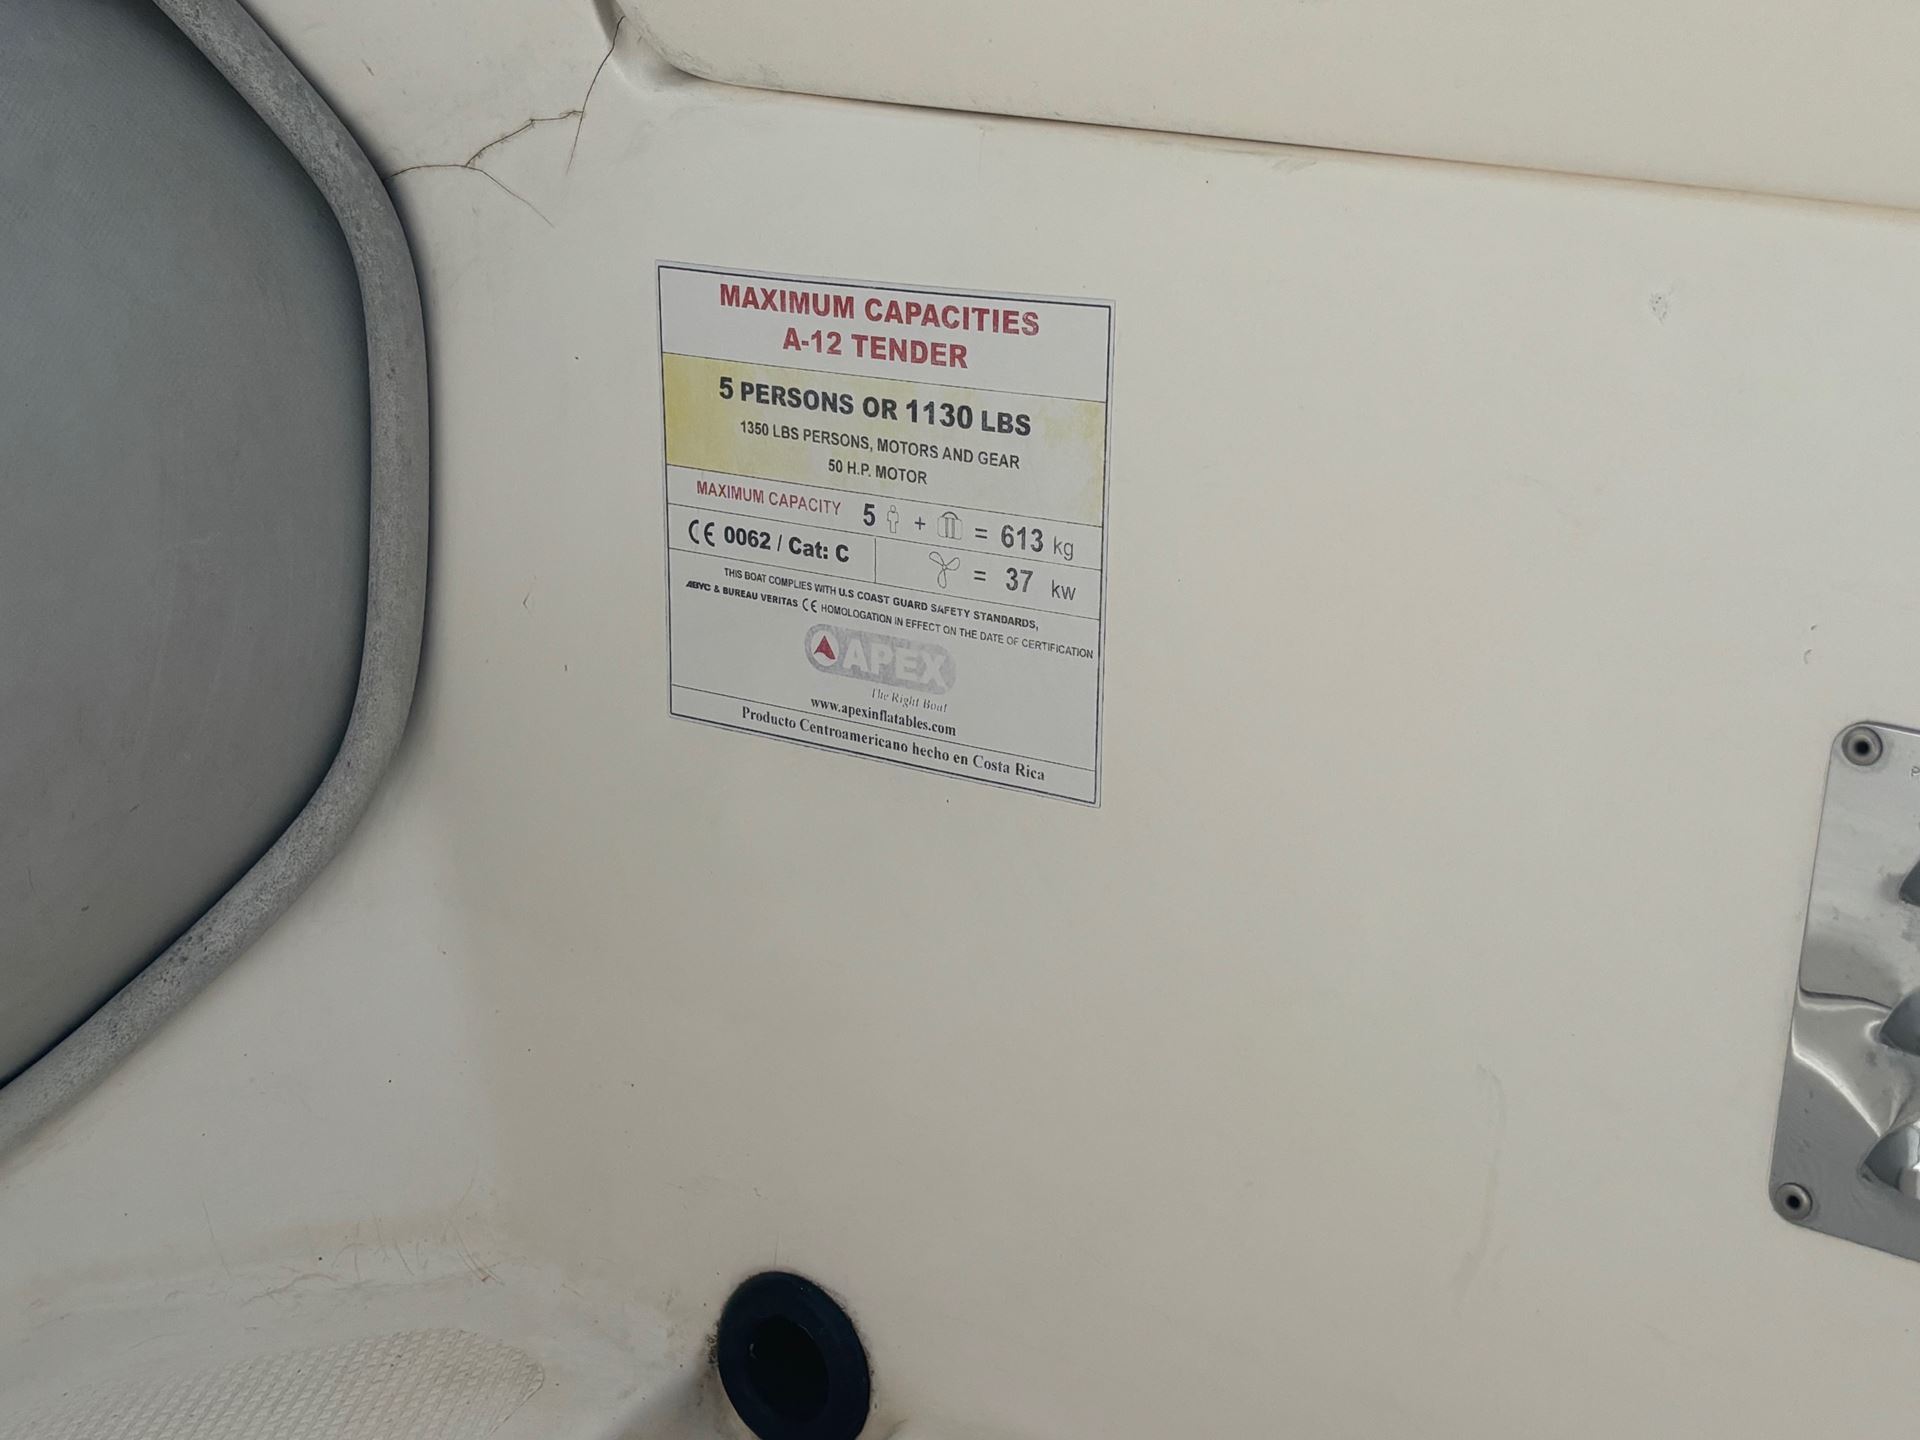 MAXIMUM CAPACITIES
A-12 TENDER
5 PERSONS OR 1130 LBS
1350 LBS PERSONS, MOTORS AND GEAR
50 H.P. MOTOR
MAXIMUM CAPACITY 5 + = 613 kg
CE 0062 / Cat: C = 37 kw
THIS BOAT COMPLIES WITH U.S COAST GUARD SAFETY STANDARDS,
ABYC & BUREAU VERITAS CE HOMOLOGATION IN EFFECT ON THE DATE OF CERTIFICATION
APEX
The Right Boat
www.apexinflatables.com
Producto Centroamericano hecho en Costa Rica